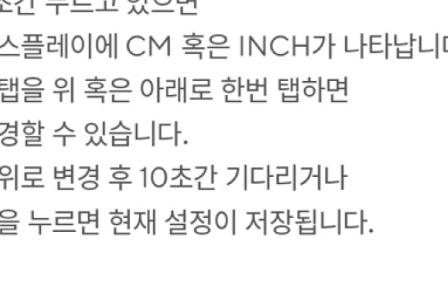 초간 누르고 있으면
스플레이에 CM 혹은 INCH가 나타납니다
탭을 위 혹은 아래로 한번 탭하면
경할 수 있습니다.
위로 변경 후 10초간 기다리거나
을 누르면 현재 설정이 저장됩니다.